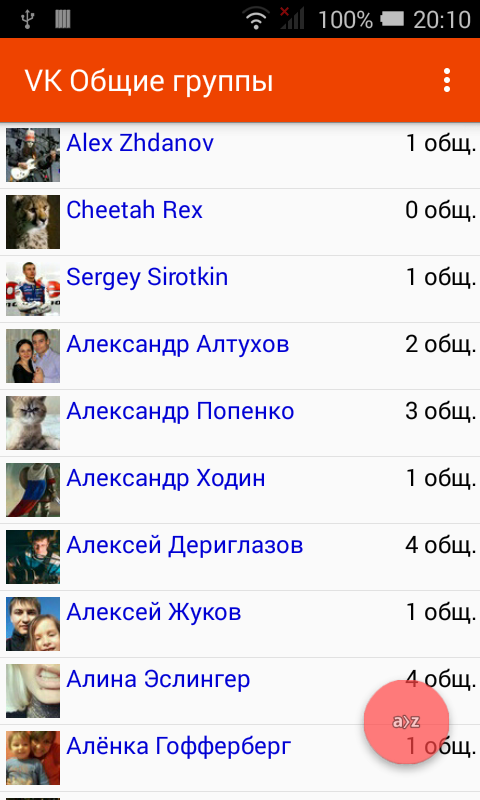 100% 20:10
VK Общие группы
Alex Zhdanov 1 общ.
Cheetah Rex 0 общ.
Sergey Sirotkin 1 общ.
Александр Алтухов 2 общ.
Александр Попенко 3 общ.
Александр Ходин 1 общ.
Алексей Дериглазов 4 общ.
Алексей Жуков 1 общ.
Алина Эслингер 4 общ.
a>z
Алёнка Гофферберг 1 общ.